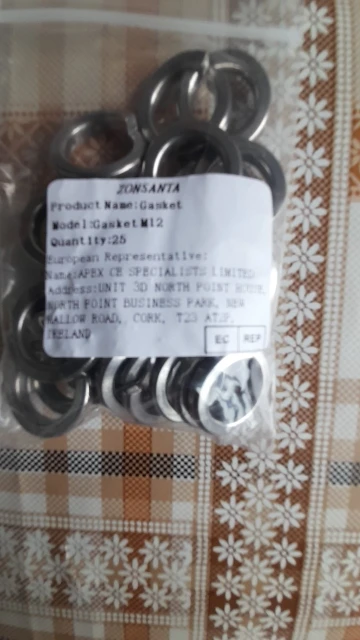 ZONSANTA
Product Name:Gasket
Model:Gasket M12
Quantity:25
European Representative:
Name:APEX CE SPECIALISTS LIMITED
Address:UNIT 3D NORTH POINT HOUSE,
NORTH POINT BUSINESS PARK, NEW
MALLOW ROAD, CORK, T23 AT2P,
IRELAND
EC REP